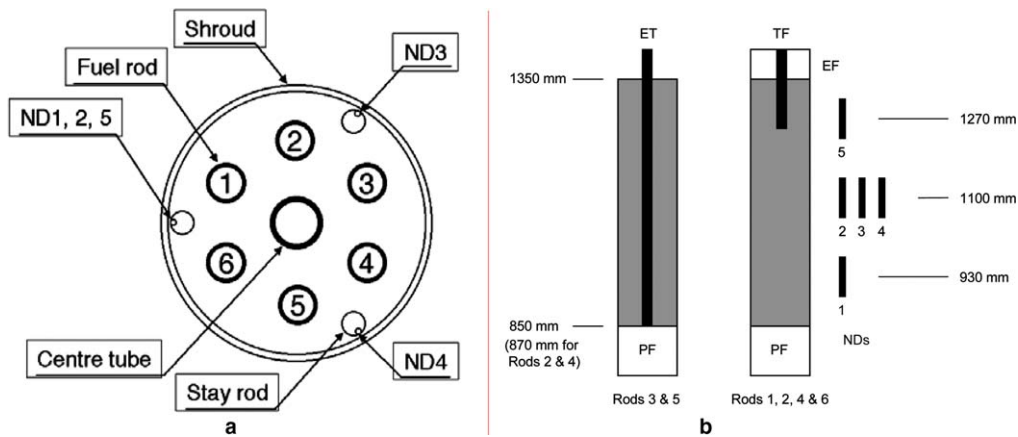 Shroud
ND3
Fuel rod
ND1, 2, 5
2
1
3
6
4
5
Centre tube
Stay rod
ND4
a
ET
TF
EF
1350 mm
1270 mm
5
1100 mm
2 3 4
930 mm
1
850 mm
(870 mm for
Rods 2 & 4)
PF
PF
NDs
Rods 3 & 5
Rods 1, 2, 4 & 6
b